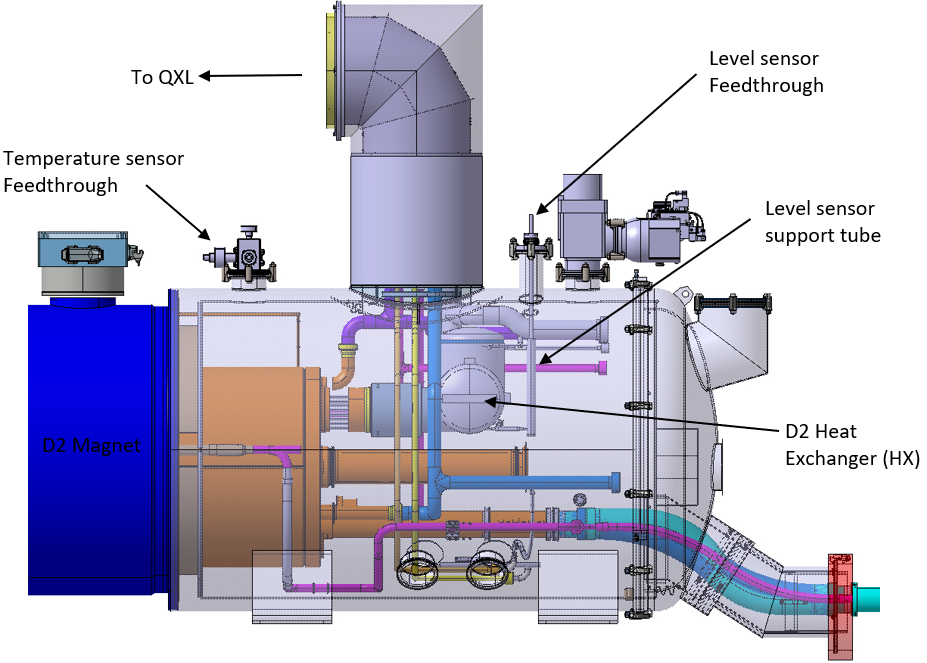 To QXL
Level sensor
Feedthrough
Temperature sensor
Feedthrough
Level sensor
support tube
D2 Magnet
D2 Heat
Exchanger (HX)